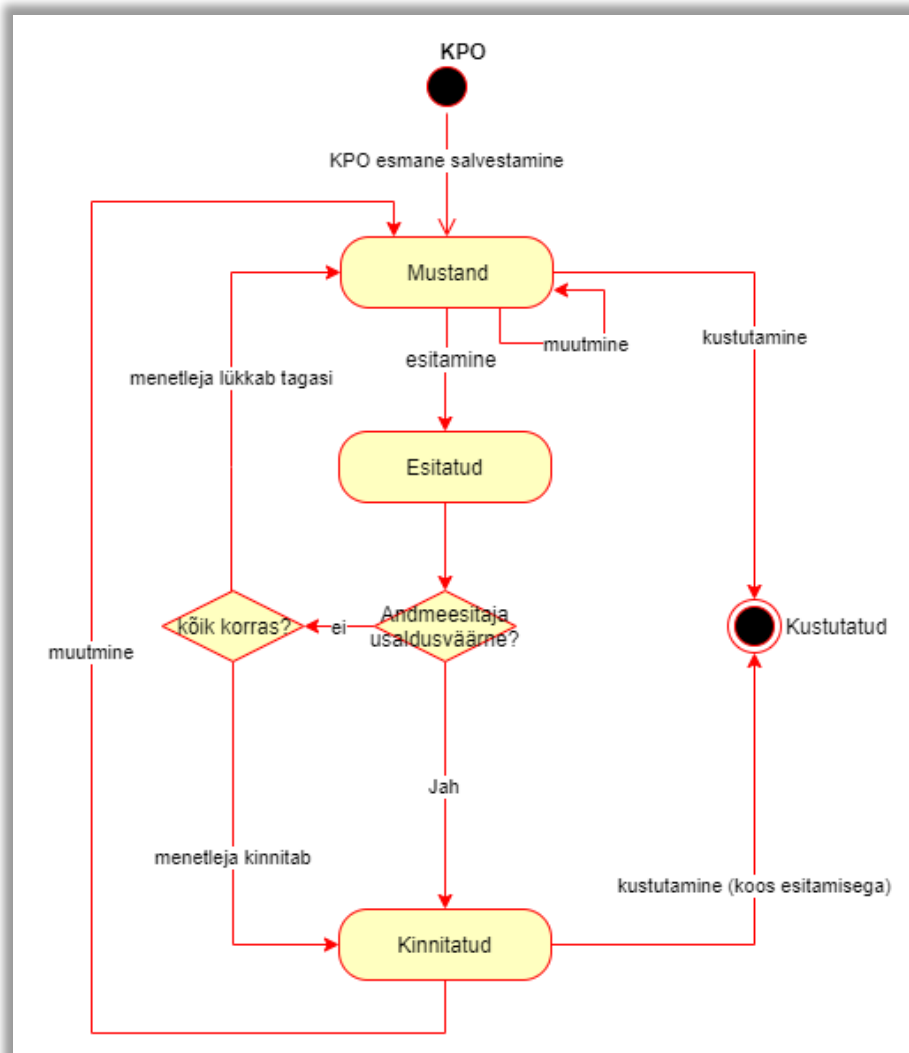 KPO
KPO esmane salvestamine
Mustand
muutmine
kustutamine
esitamine
menetleja lükkab tagasi
Esitatud
Andmeesitaja
usaldusväärne?
ei
kõik korras?
Kustutatud
muutmine
Jah
menetleja kinnitab
kustutamine (koos esitamisega)
Kinnitatud